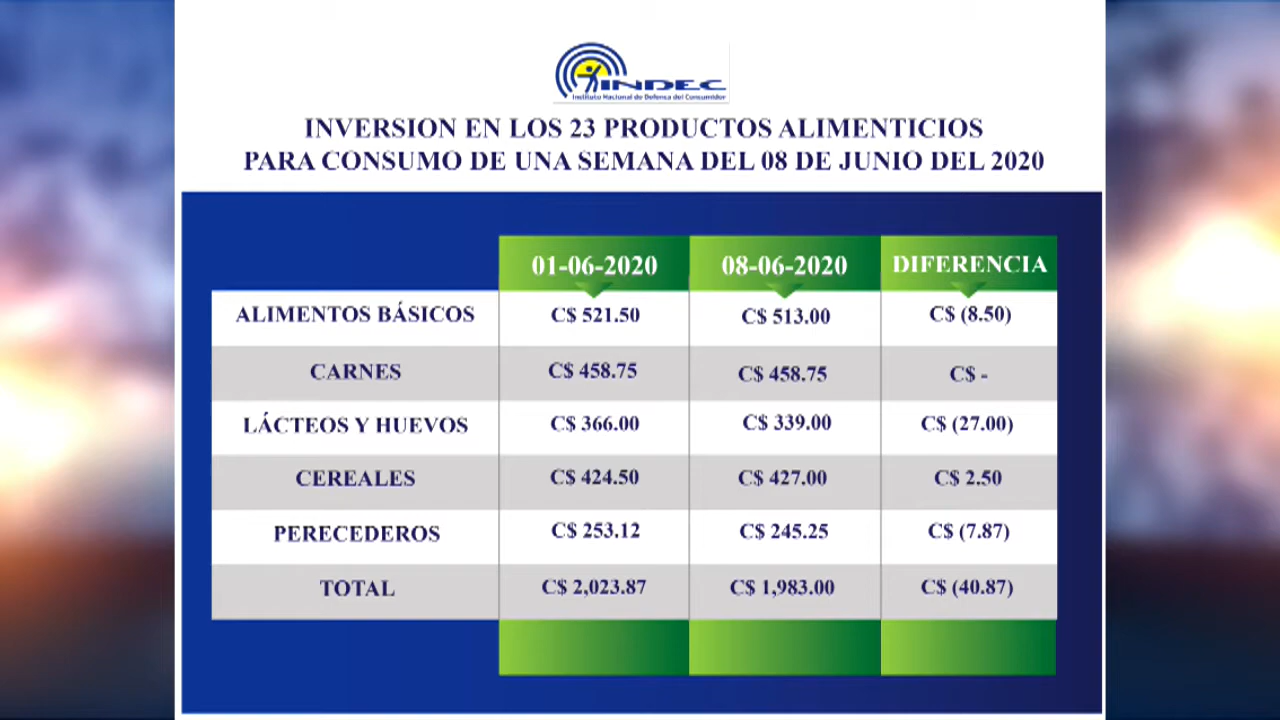 INDEC
Instituto Nacional de Defensa del Consumidor
INVERSION EN LOS 23 PRODUCTOS ALIMENTICIOS
PARA CONSUMO DE UNA SEMANA DEL 08 DE JUNIO DEL 2020
01-06-2020 08-06-2020 DIFERENCIA
ALIMENTOS BÁSICOS C$ 521.50 C$ 513.00 C$ (8.50)
CARNES C$ 458.75 C$ 458.75 C$ -
LÁCTEOS Y HUEVOS C$ 366.00 C$ 339.00 C$ (27.00)
CEREALES C$ 424.50 C$ 427.00 C$ 2.50
PERECEDEROS C$ 253.12 C$ 245.25 C$ (7.87)
TOTAL C$ 2,023.87 C$ 1,983.00 C$ (40.87)